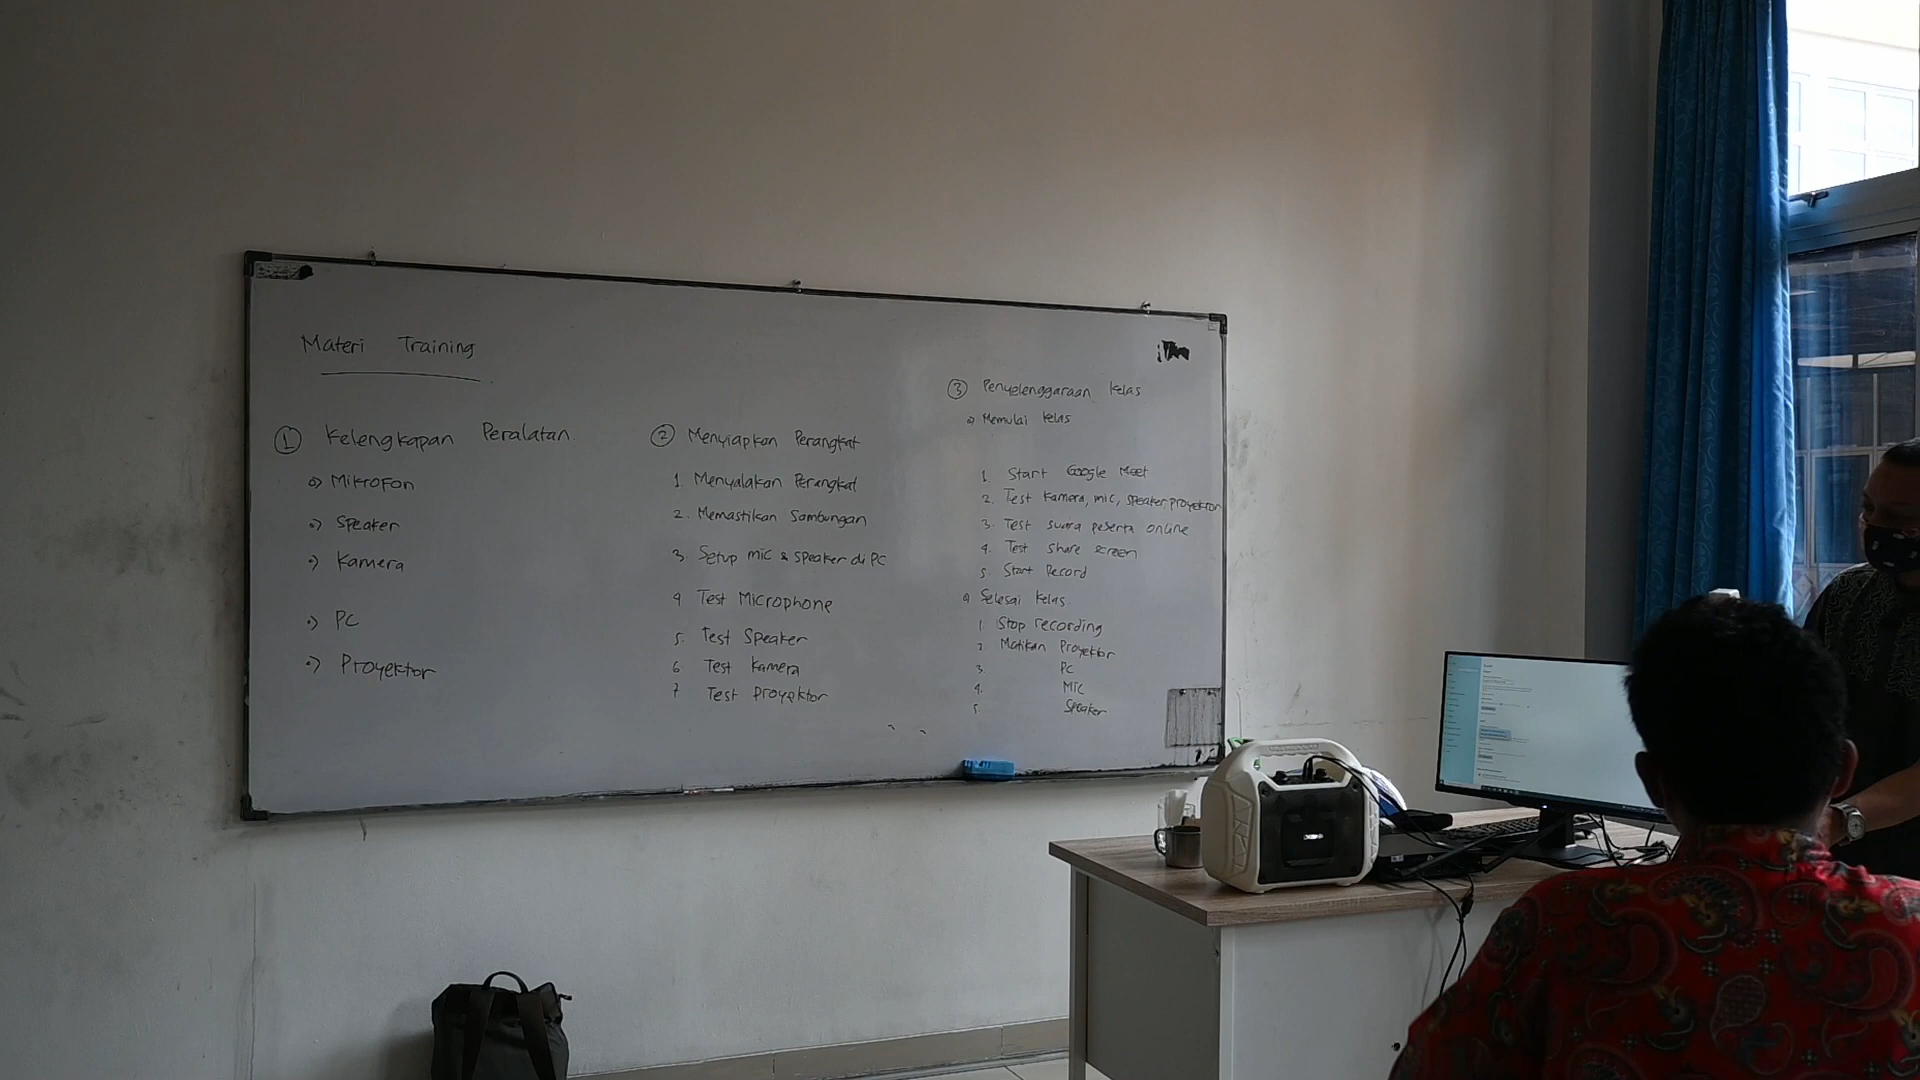 Materi Training
① Kelengkapan Peralatan
Mikrofon
Speaker
Kamera
PC
Proyektor
② Menyiapkan Perangkat
1. Menyalakan Perangkat
2. Memastikan Sambungan
3. Setup mic & speaker di PC
4 Test Microphone
5. Test Speaker
6 Test Kamera
7 Test Proyektor
③ Penyelenggaraan Kelas
Memulai Kelas
1. Start Google Meet
2. Test Kamera, mic, speaker, proyektor
3. Test suara peserta online
4. Test share screen
5. Start Record
Selesai Kelas
1 Stop recording
2 Matikan Proyektor
3. PC
4. Mic
5. Speaker